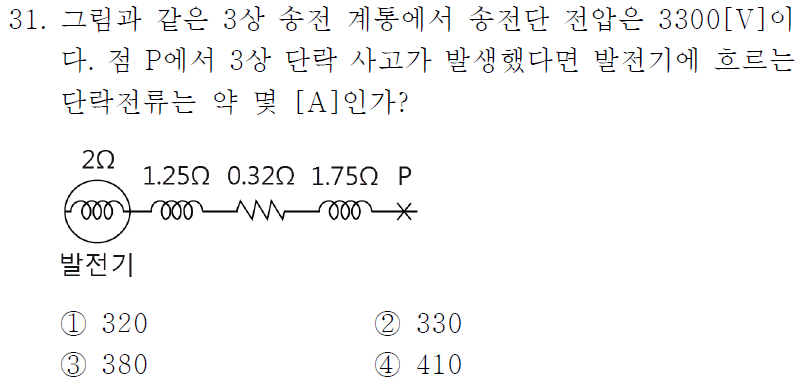 31. 그림과 같은 3상 송전 계통에서 송전단 전압은 3300[V]이
다. 점 P에서 3상 단락 사고가 발생했다면 발전기에 흐르는
단락전류는 약 몇 [A]인가?
2Ω
1.25Ω 0.32Ω 1.75Ω P
발전기
① 320 ② 330
③ 380 ④ 410